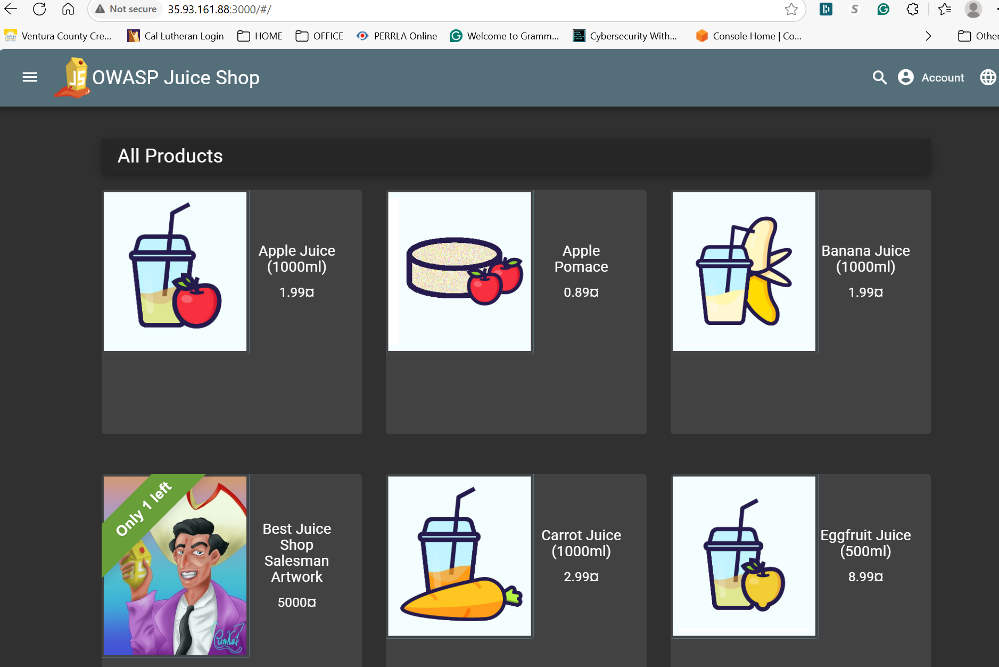 Not secure 35.93.161.88:3000/#/
Ventura County Cre... Cal Lutheran Login HOME OFFICE PERRLA Online Welcome to Gramm... Cybersecurity With... Console Home | Co... Other
JS OWASP Juice Shop Account
All Products
Apple Juice
(1000ml)
1.99¤
Apple
Pomace
0.89¤
Banana Juice
(1000ml)
1.99¤
Only 1 left
Best Juice
Shop
Salesman
Artwork
5000¤
Carrot Juice
(1000ml)
2.99¤
Eggfruit Juice
(500ml)
8.99¤